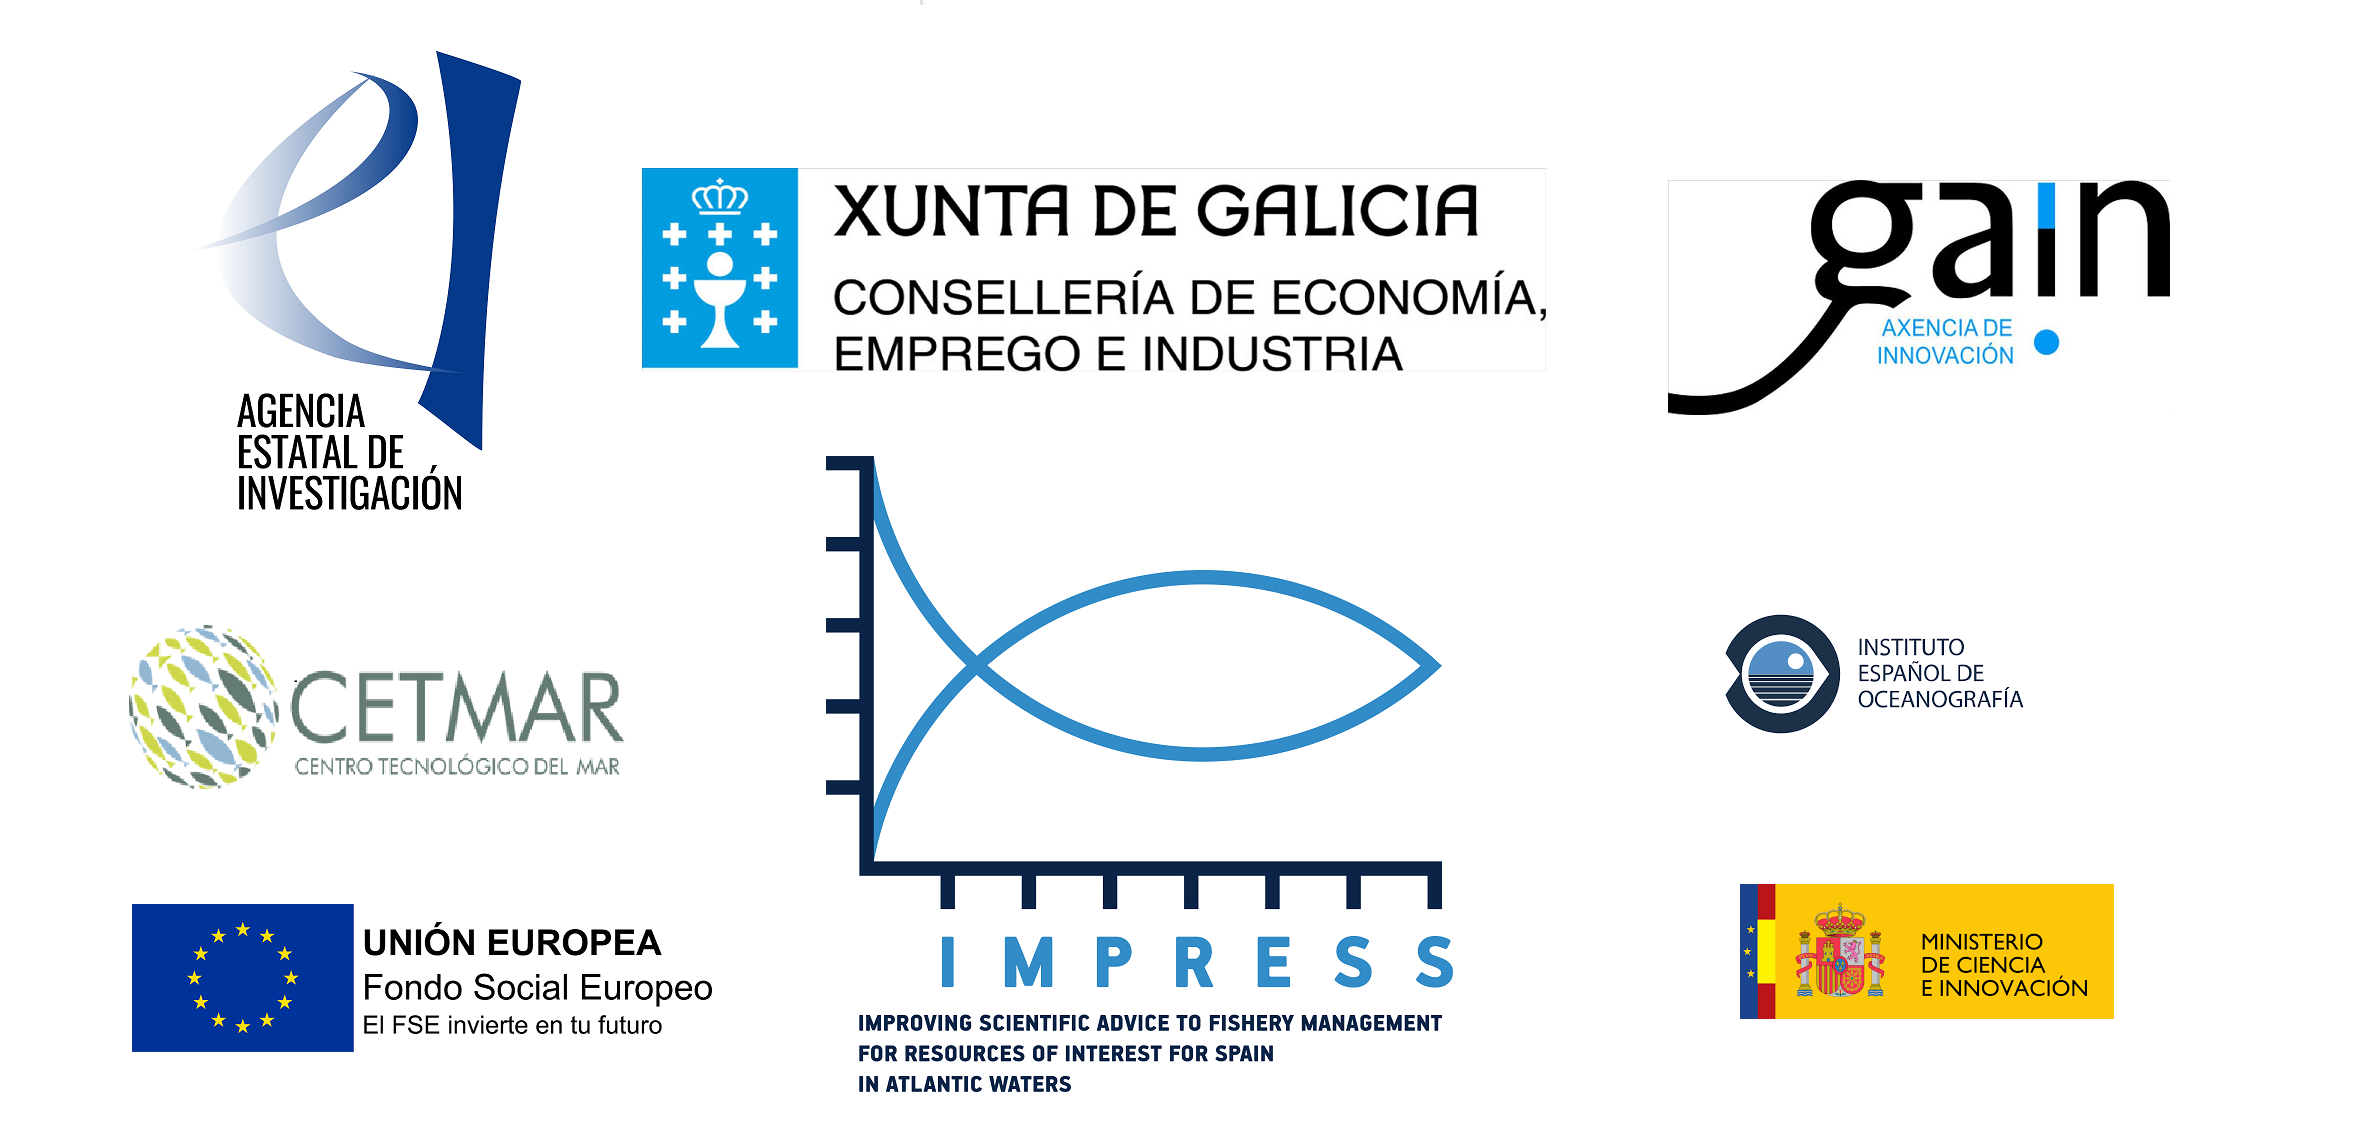 AGENCIA
ESTATAL DE
INVESTIGACIÓN
XUNTA DE GALICIA
CONSELLERÍA DE ECONOMÍA,
EMPREGO E INDUSTRIA
gain
AXENCIA DE
INNOVACIÓN
CETMAR
CENTRO TECNOLÓGICO DEL MAR
INSTITUTO
ESPAÑOL DE
OCEANOGRAFÍA
UNIÓN EUROPEA
Fondo Social Europeo
El FSE invierte en tu futuro
IMPRESS
IMPROVING SCIENTIFIC ADVICE TO FISHERY MANAGEMENT
FOR RESOURCES OF INTEREST FOR SPAIN
IN ATLANTIC WATERS
MINISTERIO
DE CIENCIA
E INNOVACIÓN